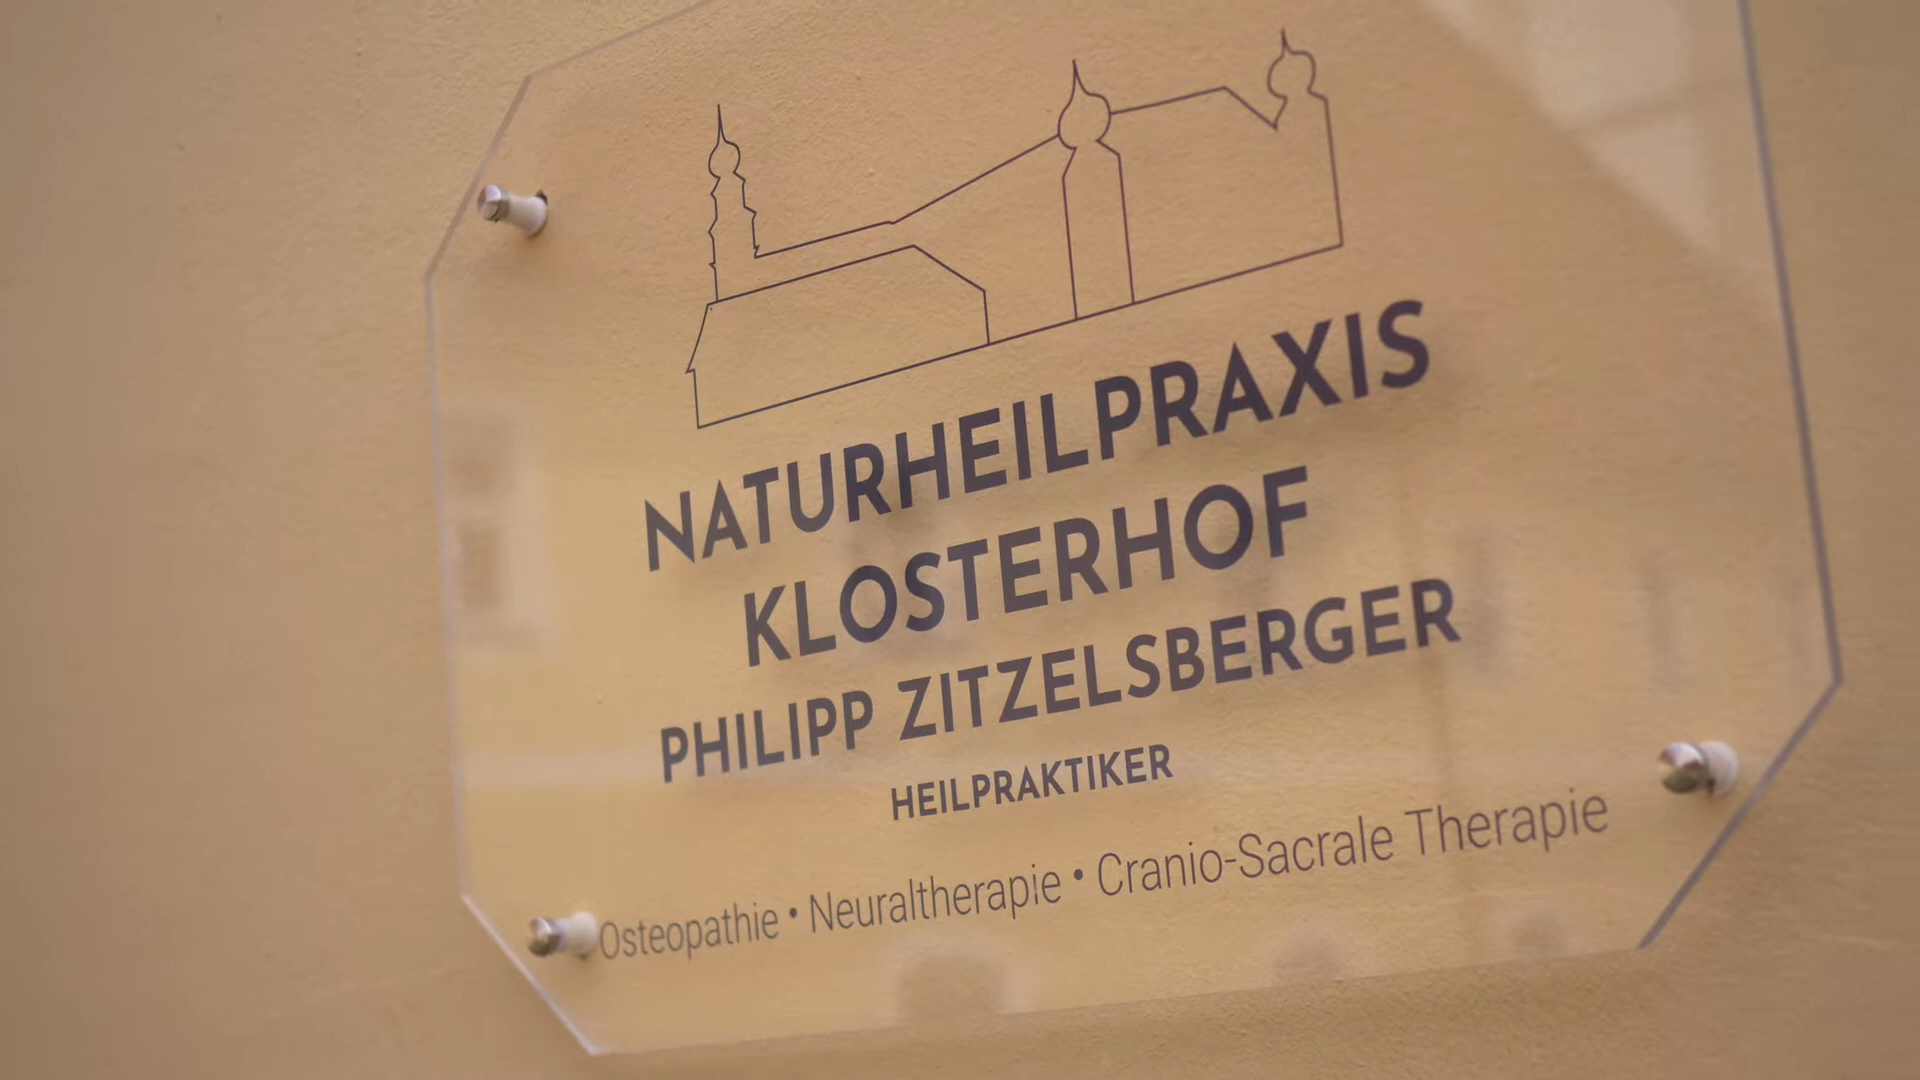 NATURHEILPRAXIS
KLOSTERHOF
PHILIPP ZITZELSBERGER
HEILPRAKTIKER
Osteopathie • Neuraltherapie • Cranio-Sacrale Therapie